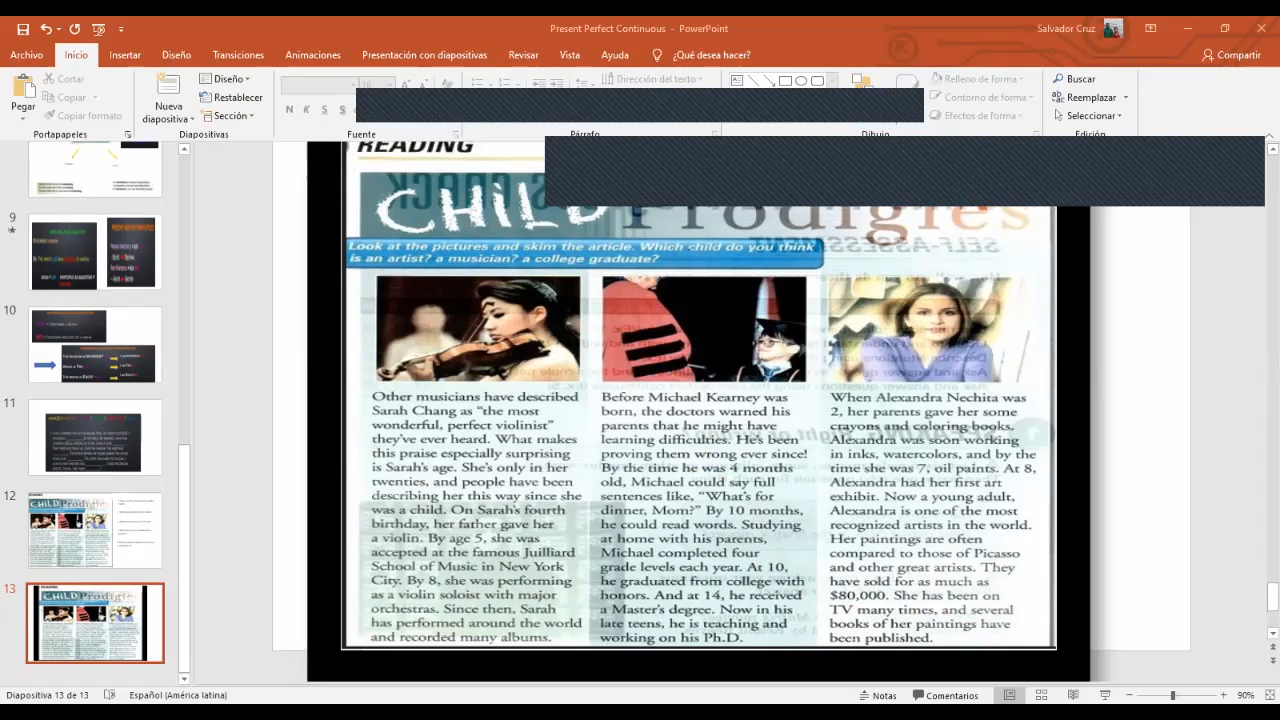 Present Perfect Continuous - PowerPoint
Salvador Cruz
Archivo Inicio Insertar Diseño Transiciones Animaciones Presentación con diapositivas Revisar Vista Ayuda ¿Qué desea hacer? Compartir
Pegar
Cortar
Copiar
Copiar formato
Portapapeles
Nueva
diapositiva
Diseño
Restablecer
Sección
Diapositivas
N K S S
Fuente
Dirección del texto
Párrafo
Dibujo
Relleno de forma
Contorno de forma
Efectos de forma
Buscar
Reemplazar
Seleccionar
Edición
9
10
11
12
13
READING
CHILD Prodigies
Look at the pictures and skim the article. Which child do you think
is an artist? a musician? a college graduate?
Other musicians have described
Sarah Chang as "the most
wonderful, perfect violinist"
they've ever heard. What makes
this praise especially surprising
is Sarah's age. She's only in her
twenties, and people have been
describing her this way since she
was a child. On Sarah's fourth
birthday, her father gave her
a violin. By age 5, she was
accepted at the famous Juilliard
School of Music in New York
City. By 8, she was performing
as a violin soloist with major
orchestras. Since then, Sarah
has performed around the world
and recorded many albums.
Before Michael Kearney was
born, the doctors warned his
parents that he might have
learning difficulties. He's been
proving them wrong ever since!
By the time he was 4 months
old, Michael could say full
sentences like, "What's for
dinner, Mom?" By 10 months,
he could read words. Studying
at home with his parents,
Michael completed four
grade levels each year. At 10,
he graduated from college with
honors. And at 14, he received
a Master's degree. Now in his
late teens, he is teaching and
working on his Ph.D.
When Alexandra Nechita was
2, her parents gave her some
crayons and coloring books.
Alexandra was soon working
in inks, watercolors, and by the
time she was 7, oil paints. At 8,
Alexandra had her first art
exhibit. Now a young adult,
Alexandra is one of the most
recognized artists in the world.
Her paintings are often
compared to those of Picasso
and other great artists. They
have sold for as much as
$80,000. She has been on
TV many times, and several
books of her paintings have
been published.
Diapositiva 13 de 13 Español (América latina) Notas Comentarios 90%